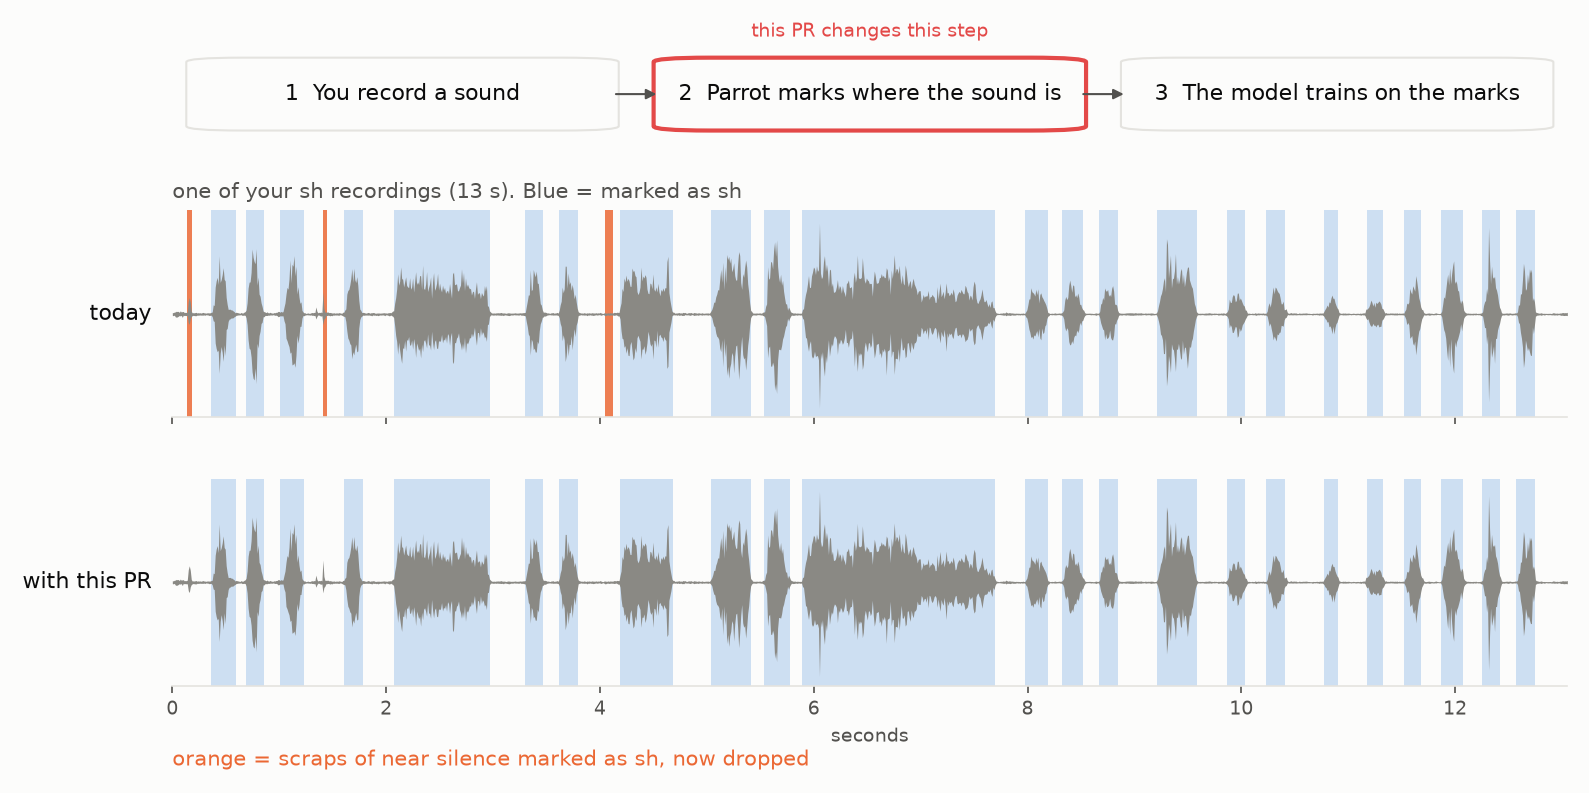 this PR changes this step
1 You record a sound
2 Parrot marks where the sound is
3 The model trains on the marks
one of your sh recordings (13 s). Blue = marked as sh
today
with this PR
0 2 4 6 8 10 12
seconds
orange = scraps of near silence marked as sh, now dropped